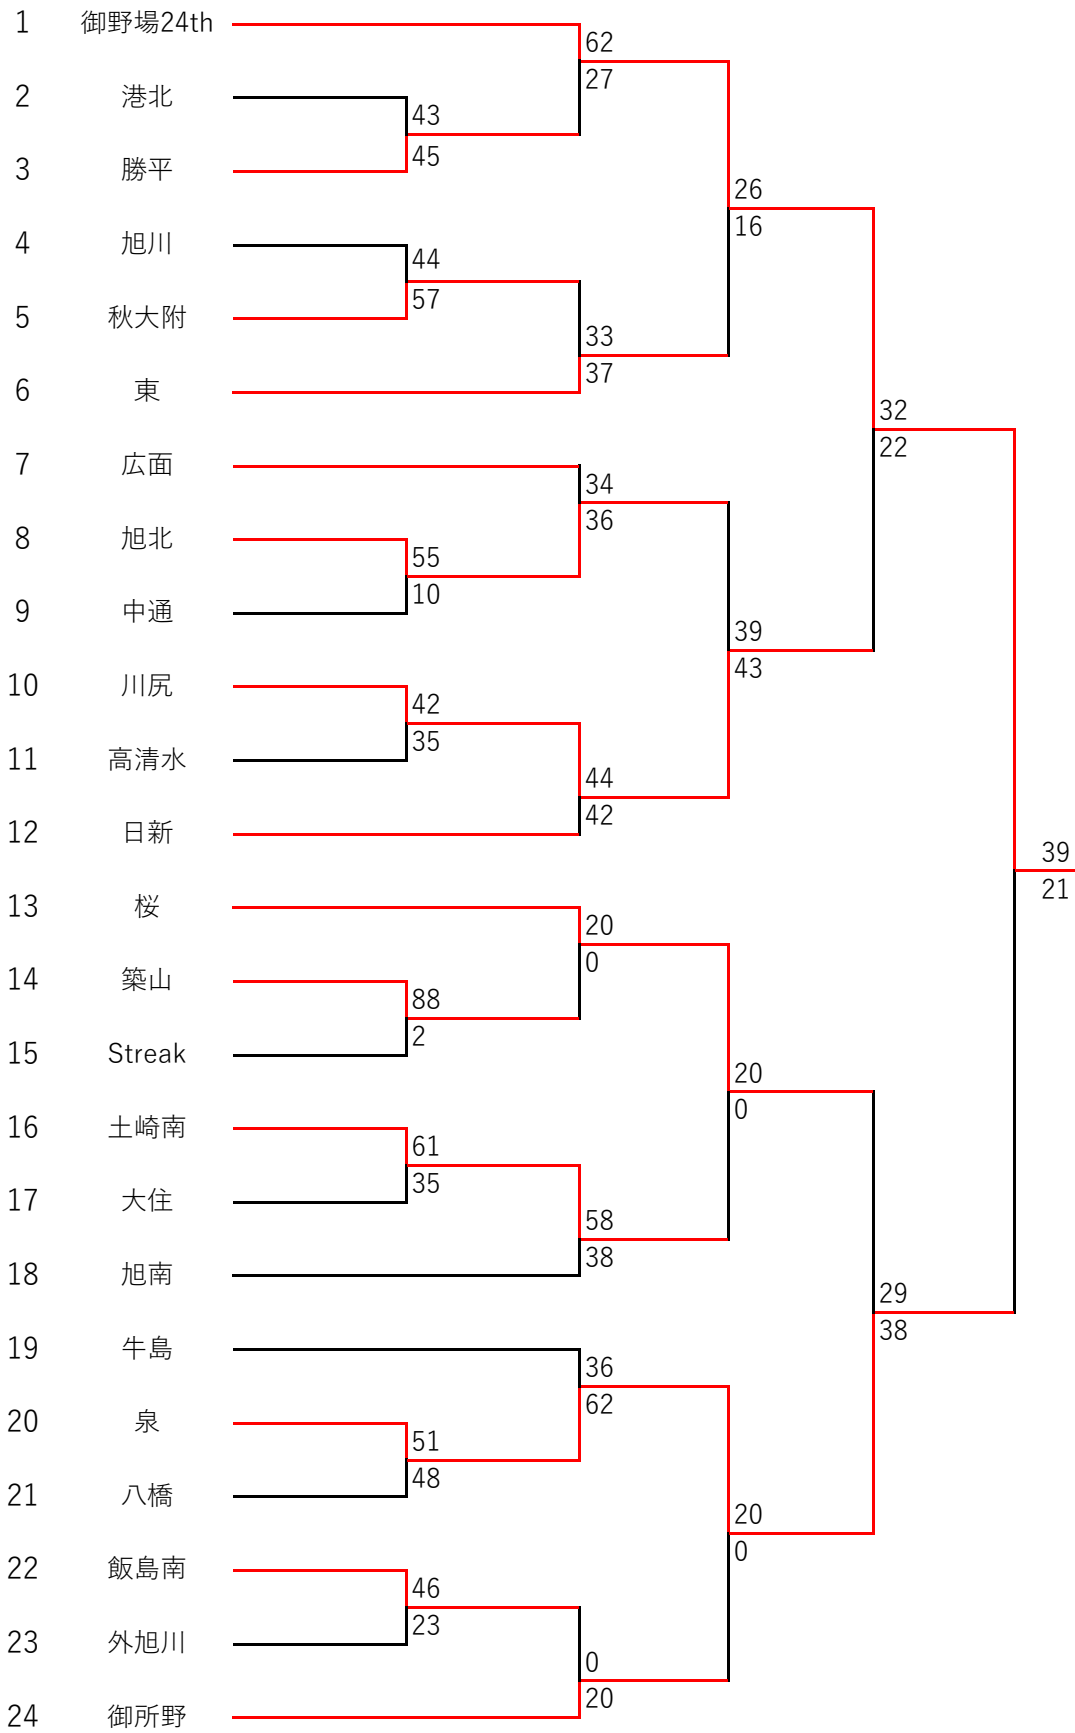 1 御野場24th
62
27
2 港北
43
45
3 勝平
26
16
4 旭川
44
57
5 秋大附
33
37
6 東
32
22
7 広面
34
36
8 旭北
55
10
9 中通
39
43
10 川尻
42
35
11 高清水
44
42
12 日新
39
21
13 桜
20
0
14 築山
88
2
15 Streak
20
0
16 土崎南
61
35
17 大住
58
38
18 旭南
29
38
19 牛島
36
62
20 泉
51
48
21 八橋
20
0
22 飯島南
46
23
23 外旭川
0
20
24 御所野